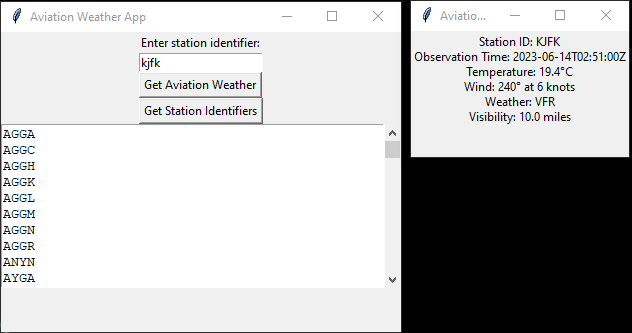 Aviation Weather App
Enter station identifier:
kjfk
Get Aviation Weather
Get Station Identifiers
AGGA
AGGC
AGGH
AGGK
AGGL
AGGM
AGGN
AGGR
ANYN
AYGA
Aviatio...
Station ID: KJFK
Observation Time: 2023-06-14T02:51:00Z
Temperature: 19.4°C
Wind: 240° at 6 knots
Weather: VFR
Visibility: 10.0 miles